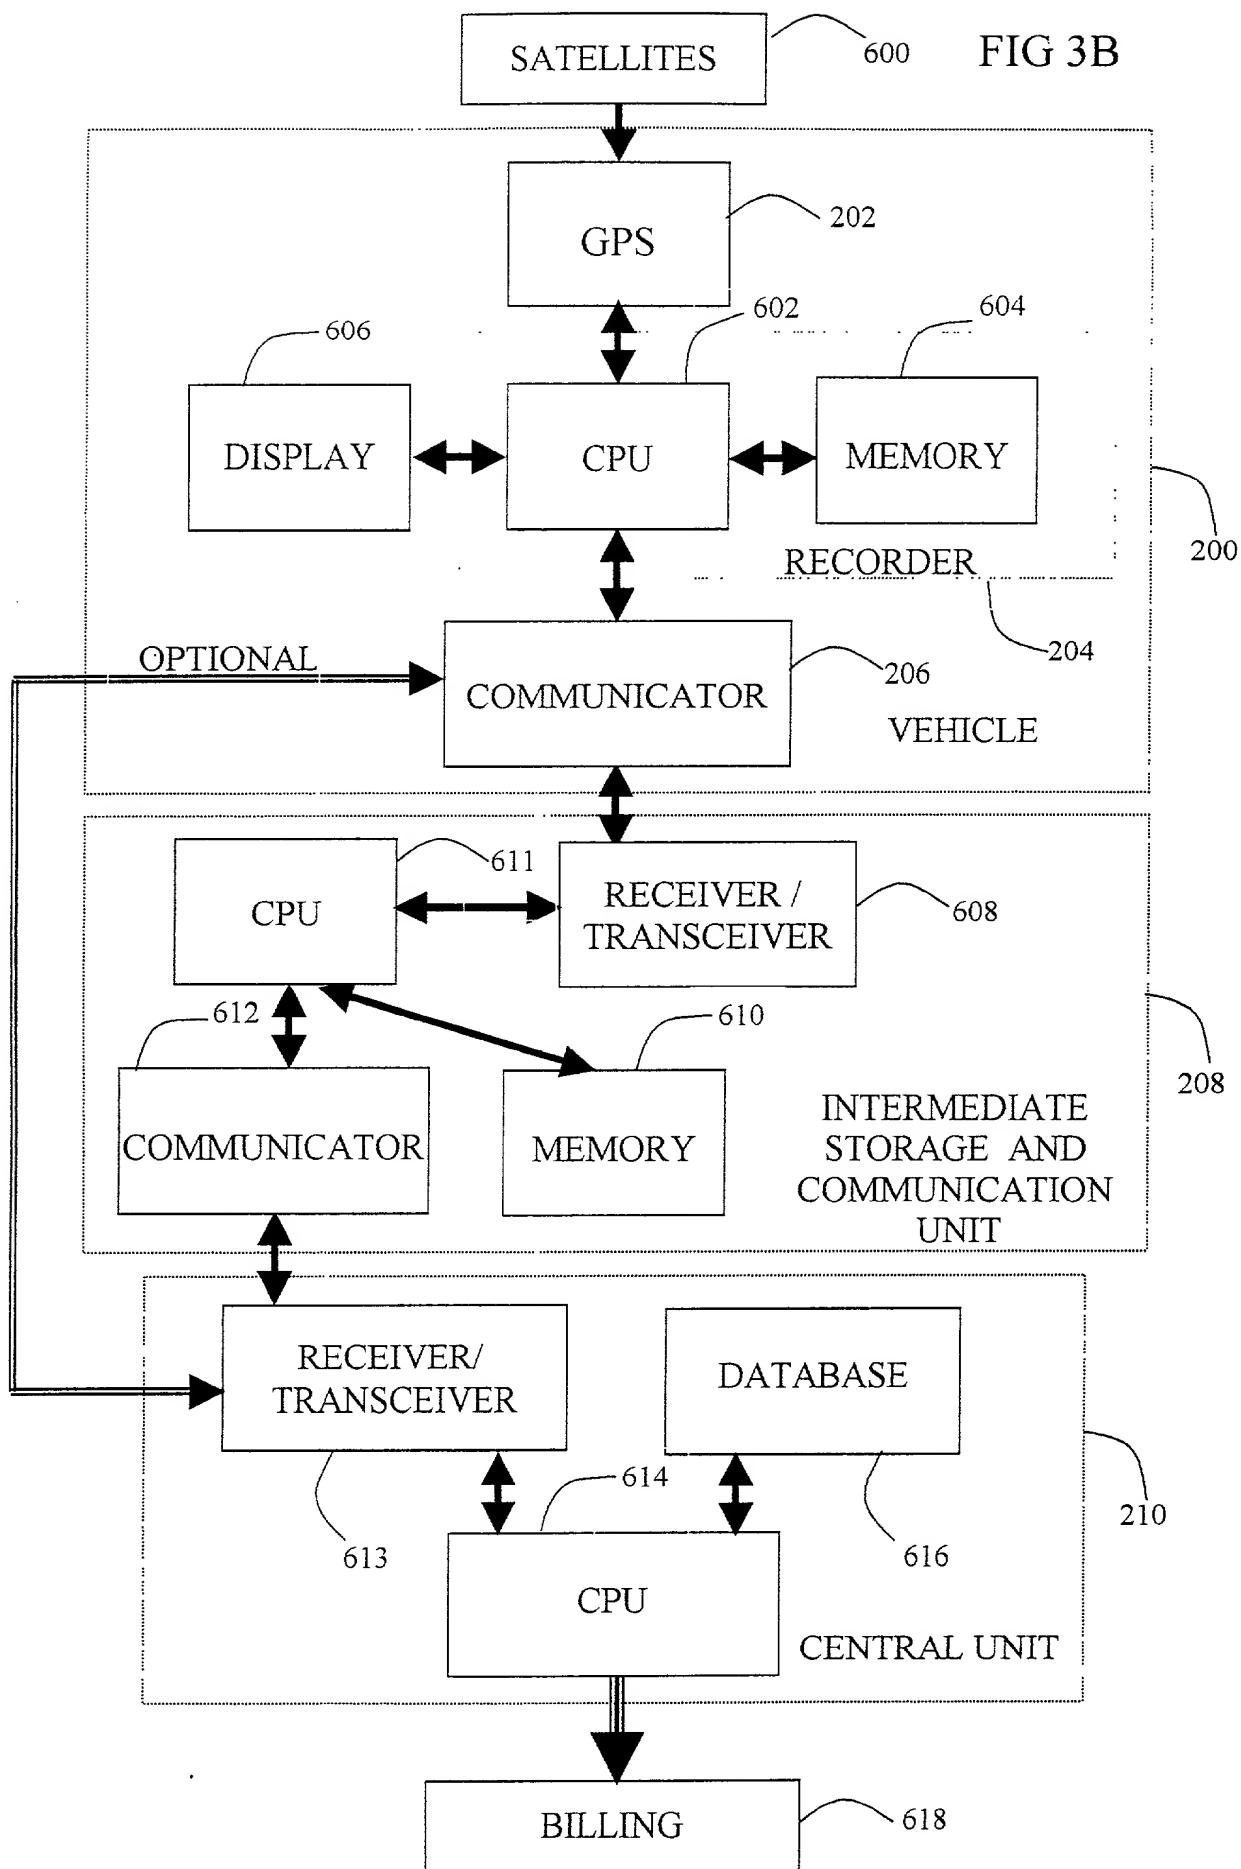 600
FIG 3B
SATELLITES
202
GPS
602
604
606
DISPLAY
CPU
MEMORY
200
RECORDER
204
OPTIONAL
206
COMMUNICATOR
VEHICLE
611
CPU
RECEIVER /
TRANSCEIVER
608
612
610
208
COMMUNICATOR
MEMORY
INTERMEDIATE
STORAGE AND
COMMUNICATION
UNIT
RECEIVER/
TRANSCEIVER
DATABASE
614
210
613
616
CPU
CENTRAL UNIT
BILLING
618